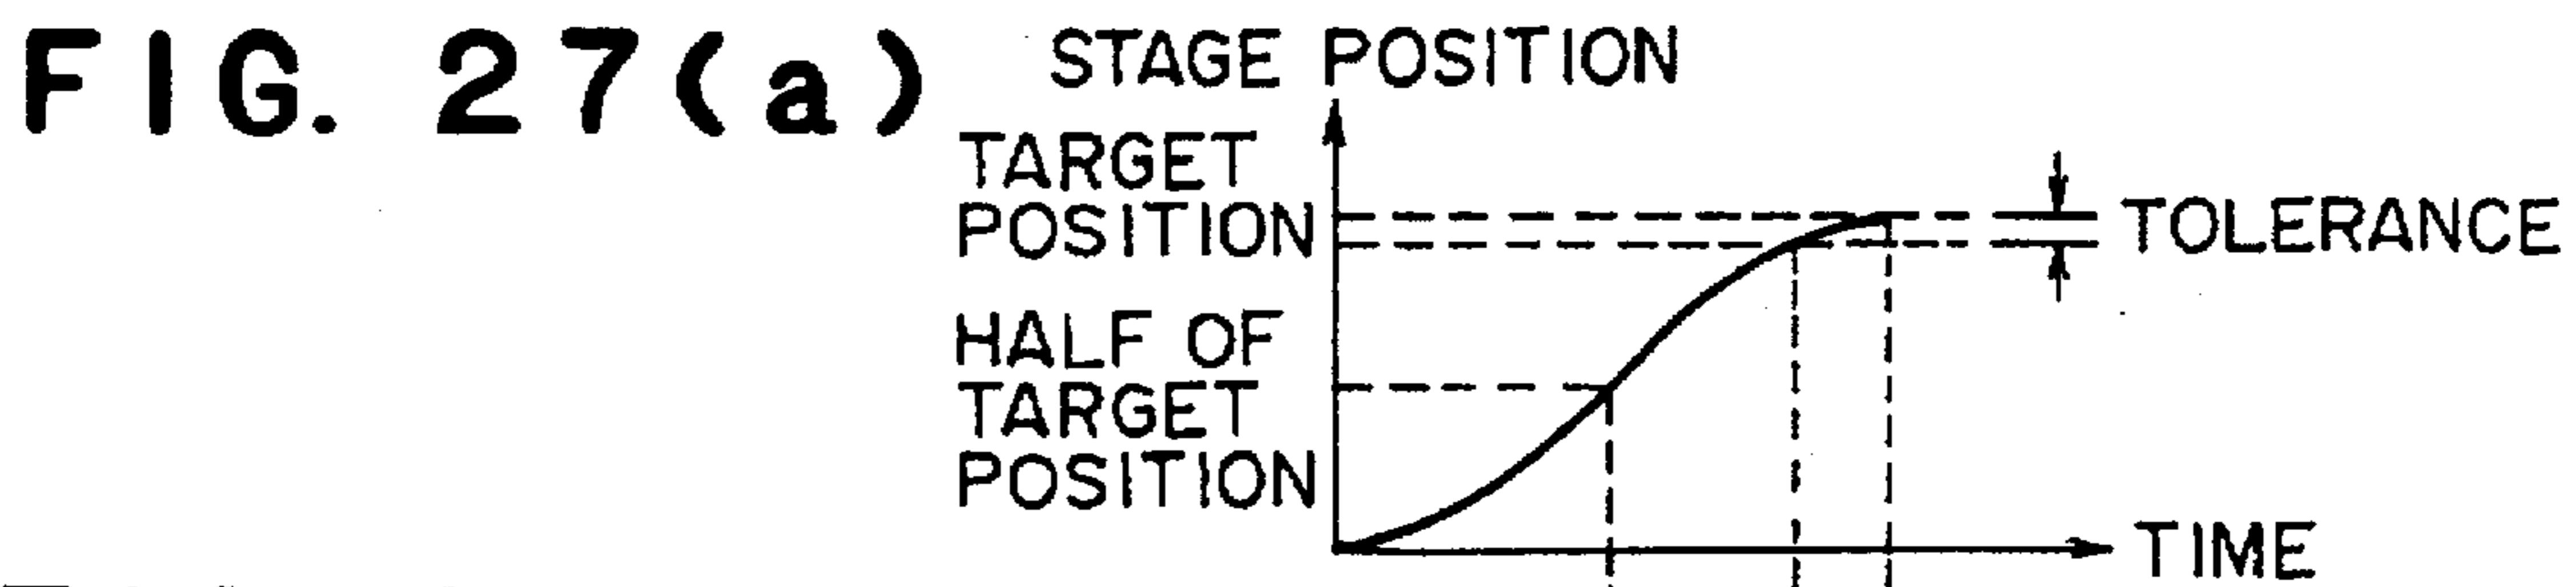 FIG. 27(a)
STAGE POSITION
TARGET
POSITION
TOLERANCE
HALF OF
TARGET
POSITION
TIME